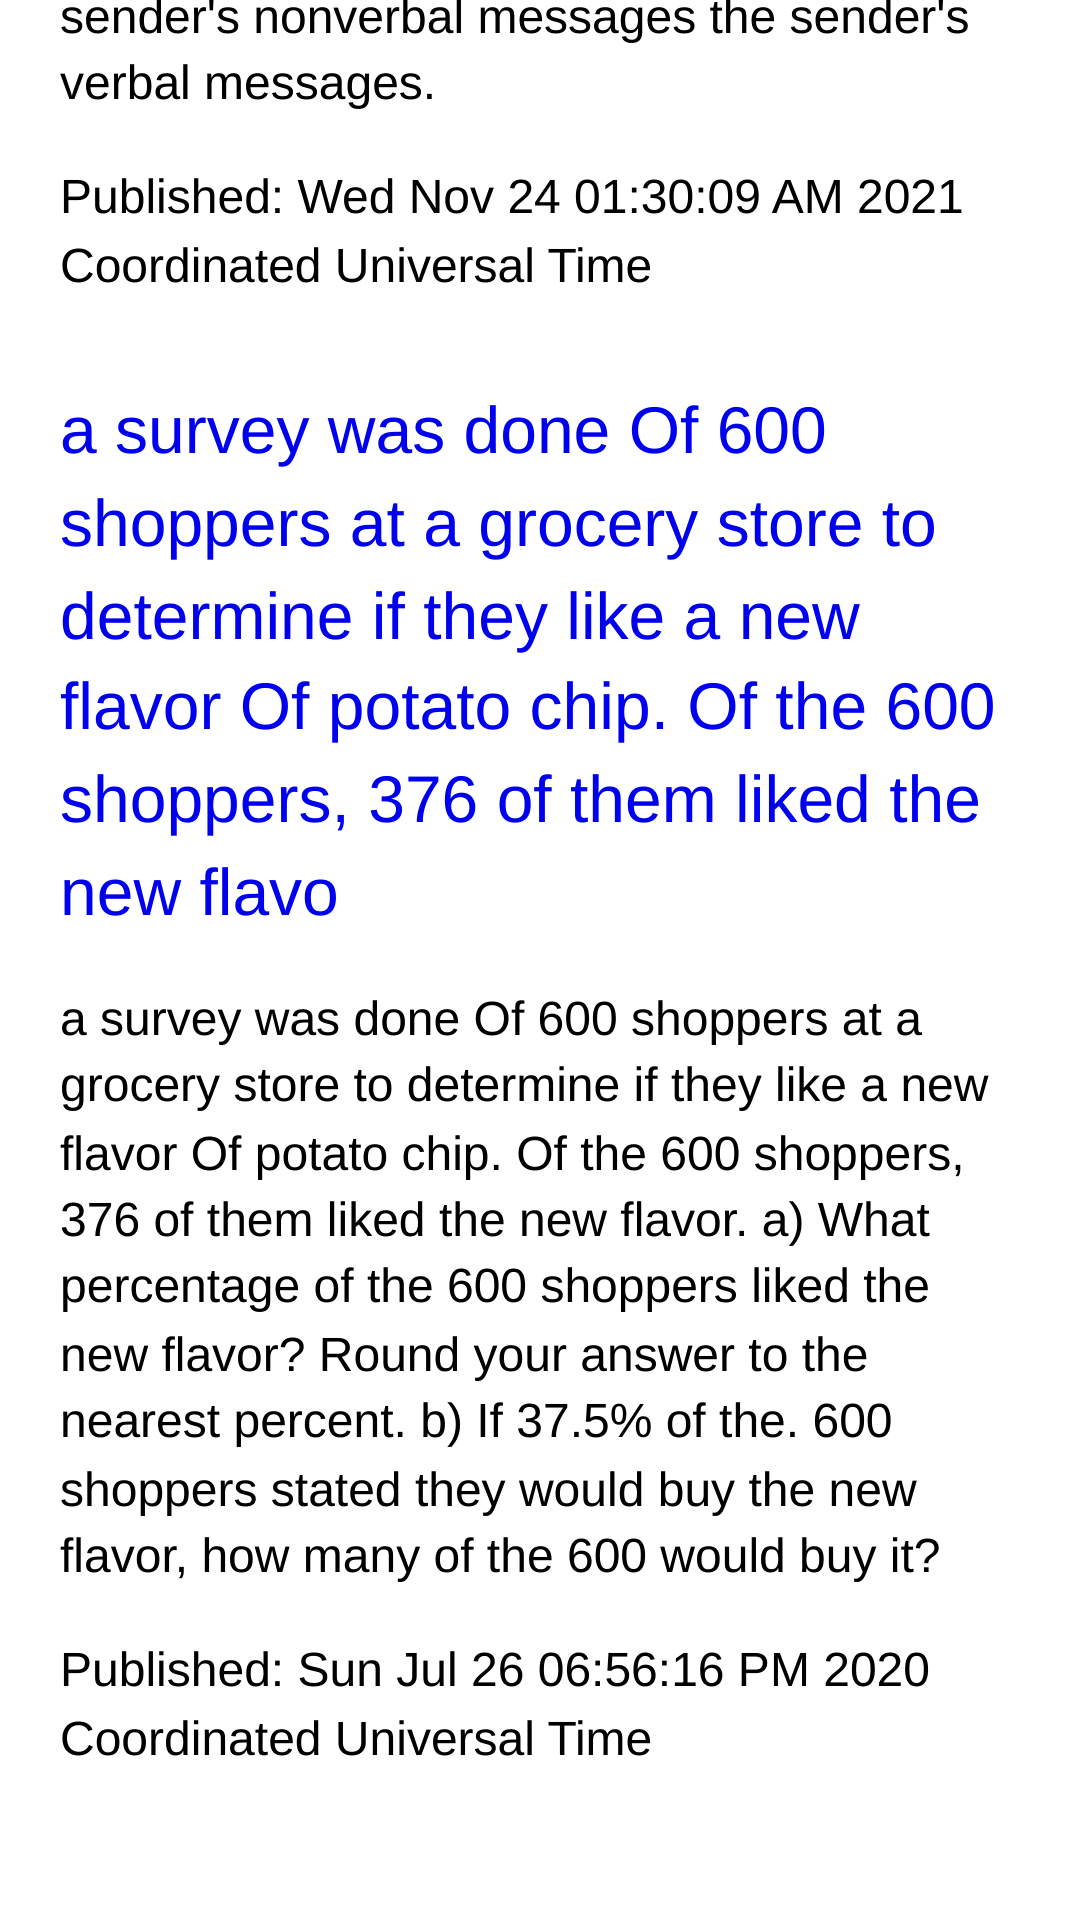 sender's nonverbal messages the sender's
verbal messages.
Published: Wed Nov 24 01:30:09 AM 2021
Coordinated Universal Time
a survey was done Of 600
shoppers at a grocery store to
determine if they like a new
flavor Of potato chip. Of the 600
shoppers, 376 of them liked the
new flavo
a survey was done Of 600 shoppers at a
grocery store to determine if they like a new
flavor Of potato chip. Of the 600 shoppers,
376 of them liked the new flavor. a) What
percentage of the 600 shoppers liked the
new flavor? Round your answer to the
nearest percent. b) If 37.5% of the. 600
shoppers stated they would buy the new
flavor, how many of the 600 would buy it?
Published: Sun Jul 26 06:56:16 PM 2020
Coordinated Universal Time